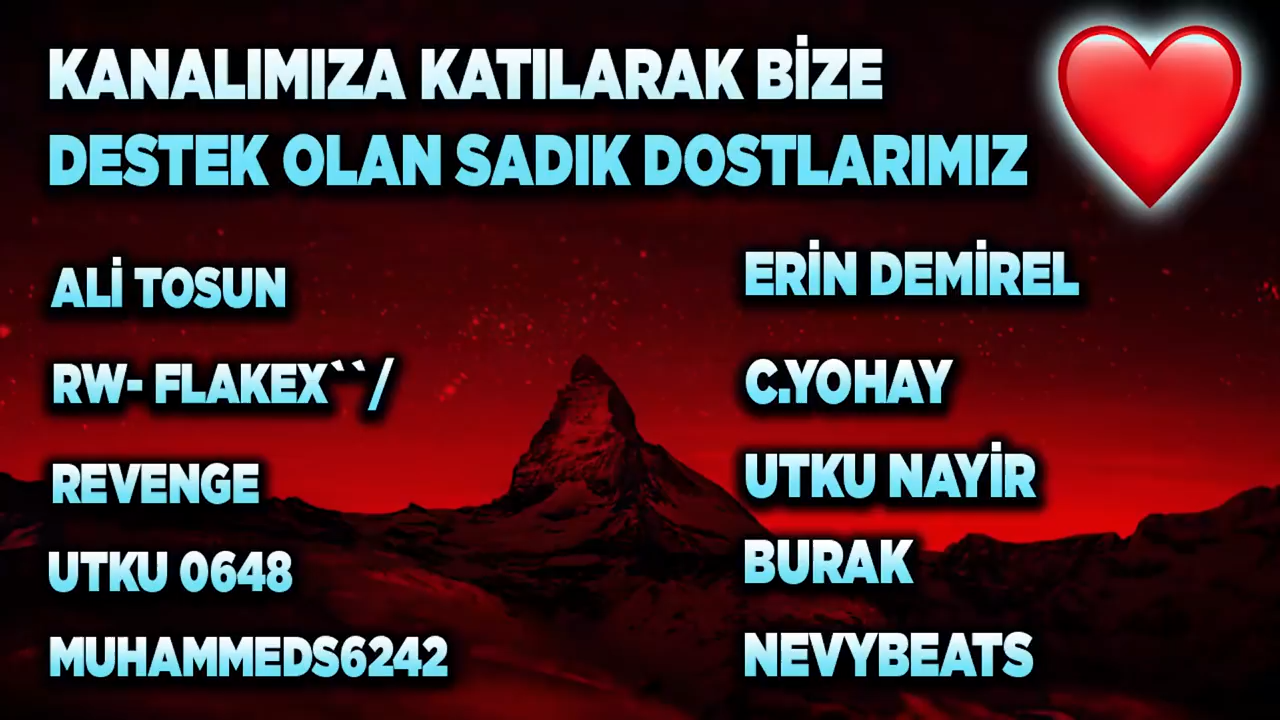 KANALIMIZA KATILARAK BİZE
DESTEK OLAN SADIK DOSTLARIMIZ
ALİ TOSUN
RW- FLAKEX``/
REVENGE
UTKU 0648
MUHAMMEDS6242
ERİN DEMİREL
C.YOHAY
UTKU NAYİR
BURAK
NEVYBEATS